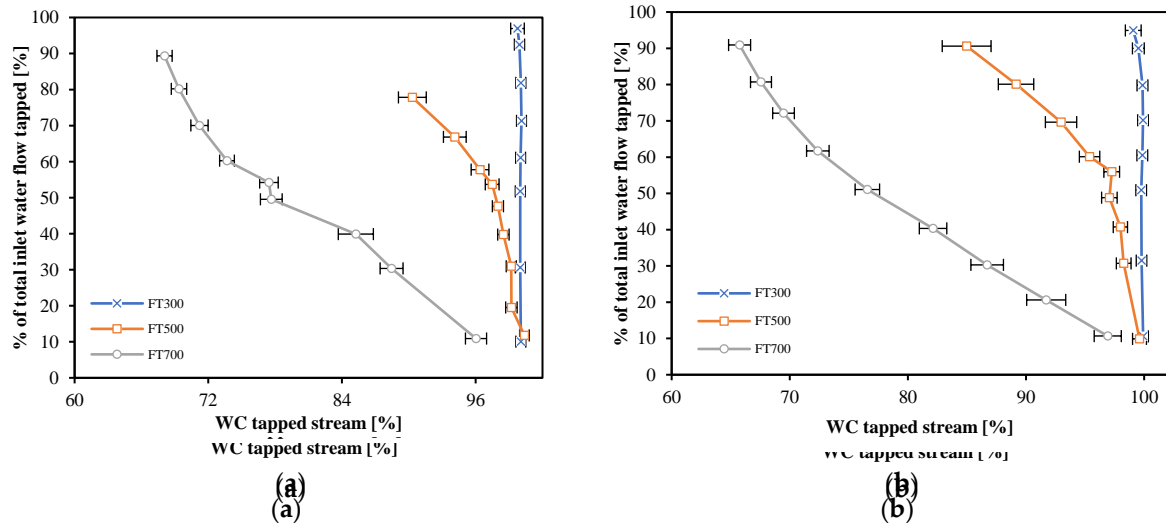 100
90
80
70
60
50
40
30
20
10
0
% of total inlet water flow tapped [%]
FT300
FT500
FT700
60 72 84 96
WC tapped stream [%]
WC tapped stream [%]
(a)
(a)
100
90
80
70
60
50
40
30
20
10
0
% of total inlet water flow tapped [%]
FT300
FT500
FT700
60 70 80 90 100
WC tapped stream [%]
WC tapped stream [%]
(b)
(b)